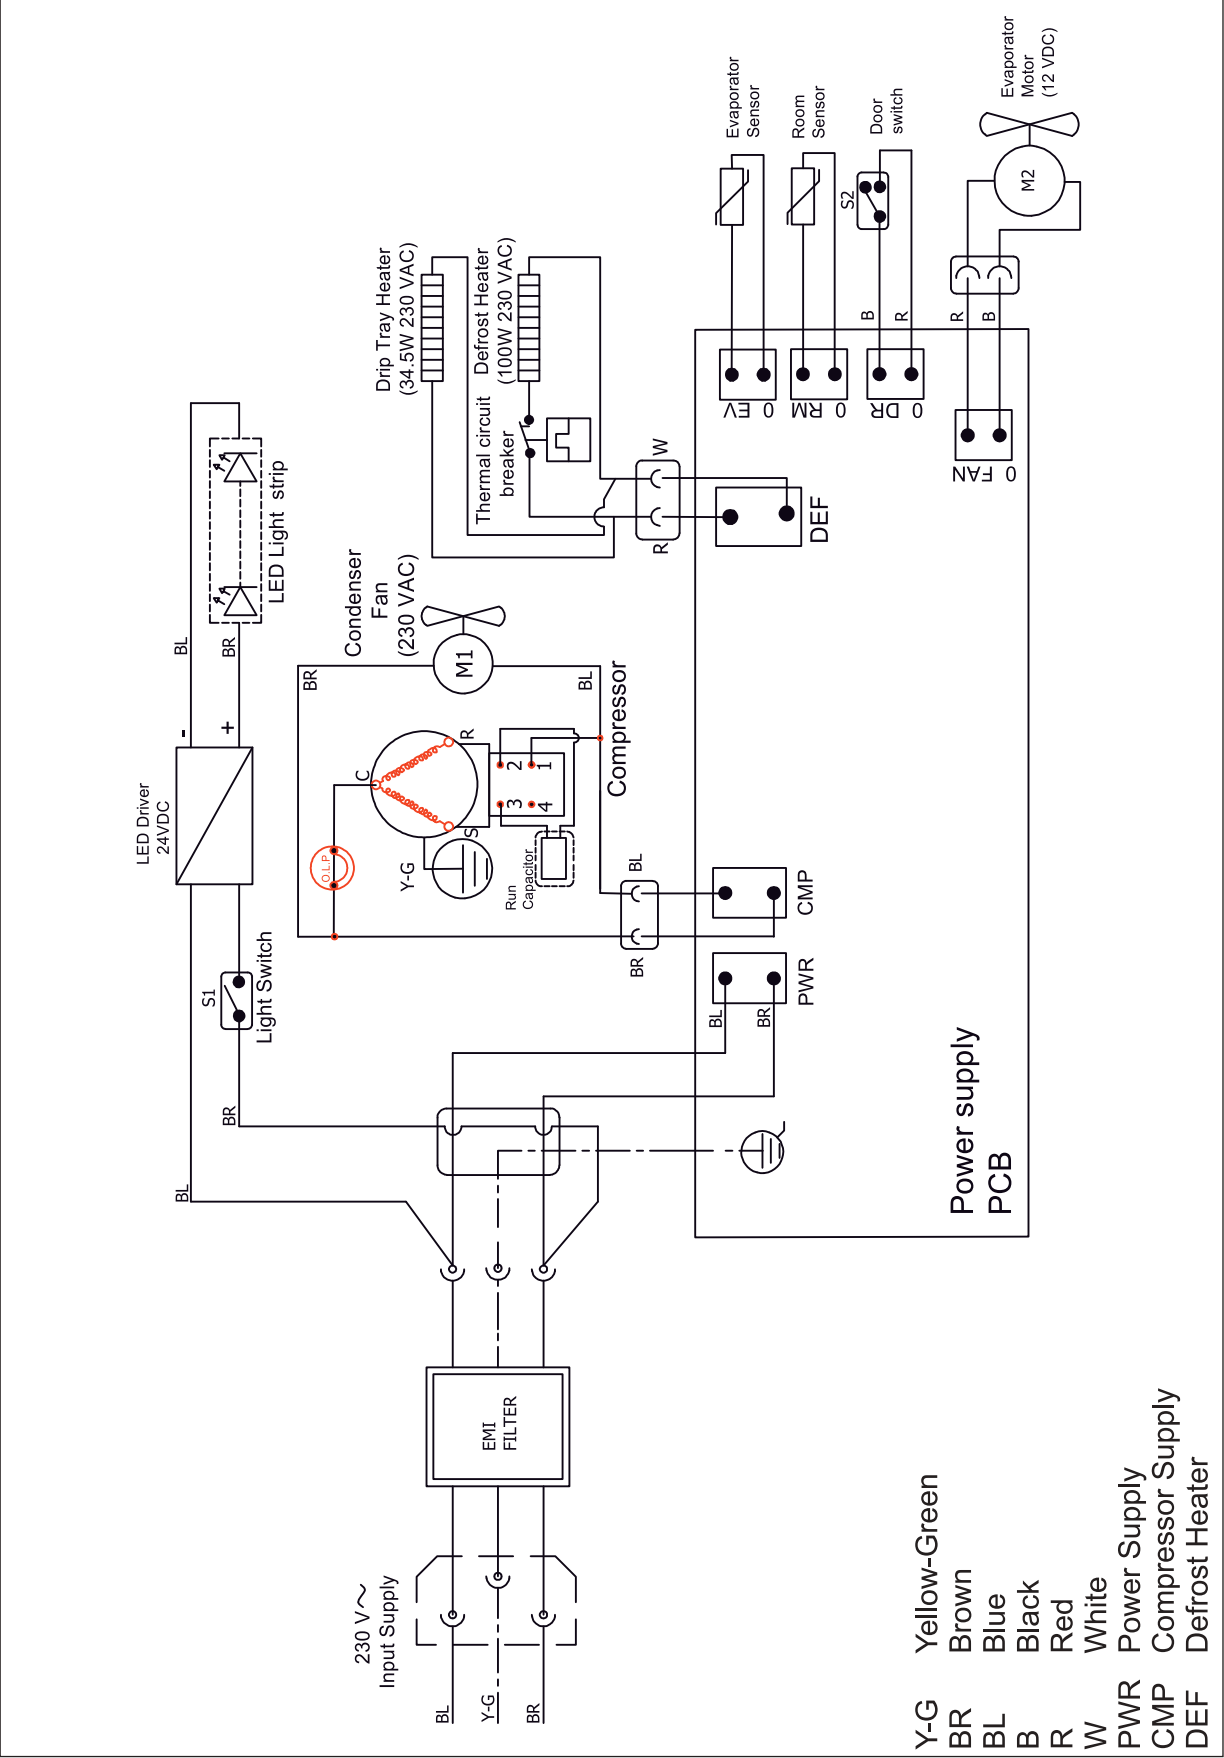 230 V~
Input Supply
BL
Y-G
BR
EMI
FILTER
BL
BR
S1
Light Switch
LED Driver
24VDC
-
+
BL
BR
LED Light strip
O.L.P
C
R
S
Y-G
2
1
3
4
Run
Capacitor
Compressor
BR
BL
M1
Condenser
Fan
(230 VAC)
BL
BR
Drip Tray Heater
(34.5W 230 VAC)
Defrost Heater
(100W 230 VAC)
Thermal circuit
breaker
W
R
DEF
CMP
PWR
BL
BR
Power supply
PCB
Evaporator
Sensor
Room
Sensor
Door
switch
S2
B
R
0 EV
0 RM
0 DR
0 FAN
R
B
M2
Evaporator
Motor
(12 VDC)
Y-G Yellow-Green
BR Brown
BL Blue
B Black
R Red
W White
PWR Power Supply
CMP Compressor Supply
DEF Defrost Heater